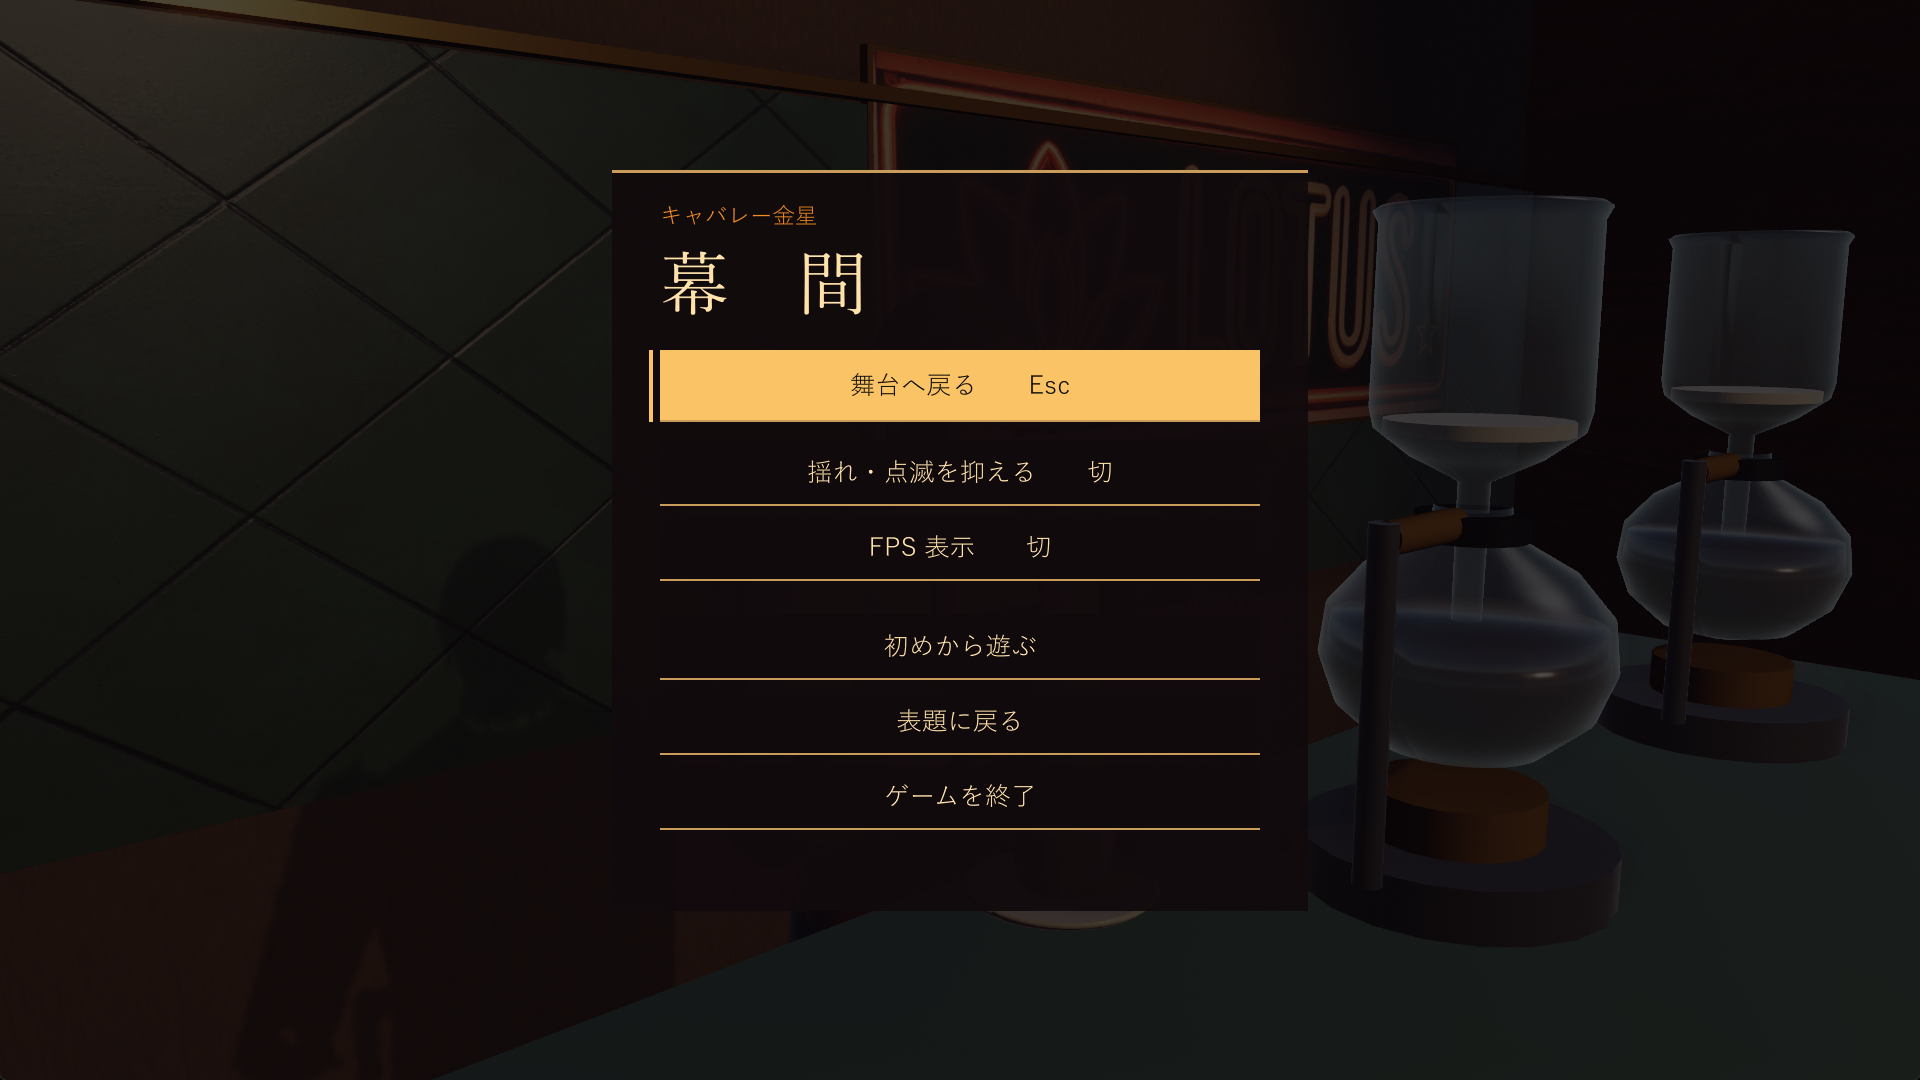 キャバレー金星
幕　間
舞台へ戻る　　Esc
揺れ・点滅を抑える　　切
FPS 表示　　切
初めから遊ぶ
表題に戻る
ゲームを終了
LOTUS